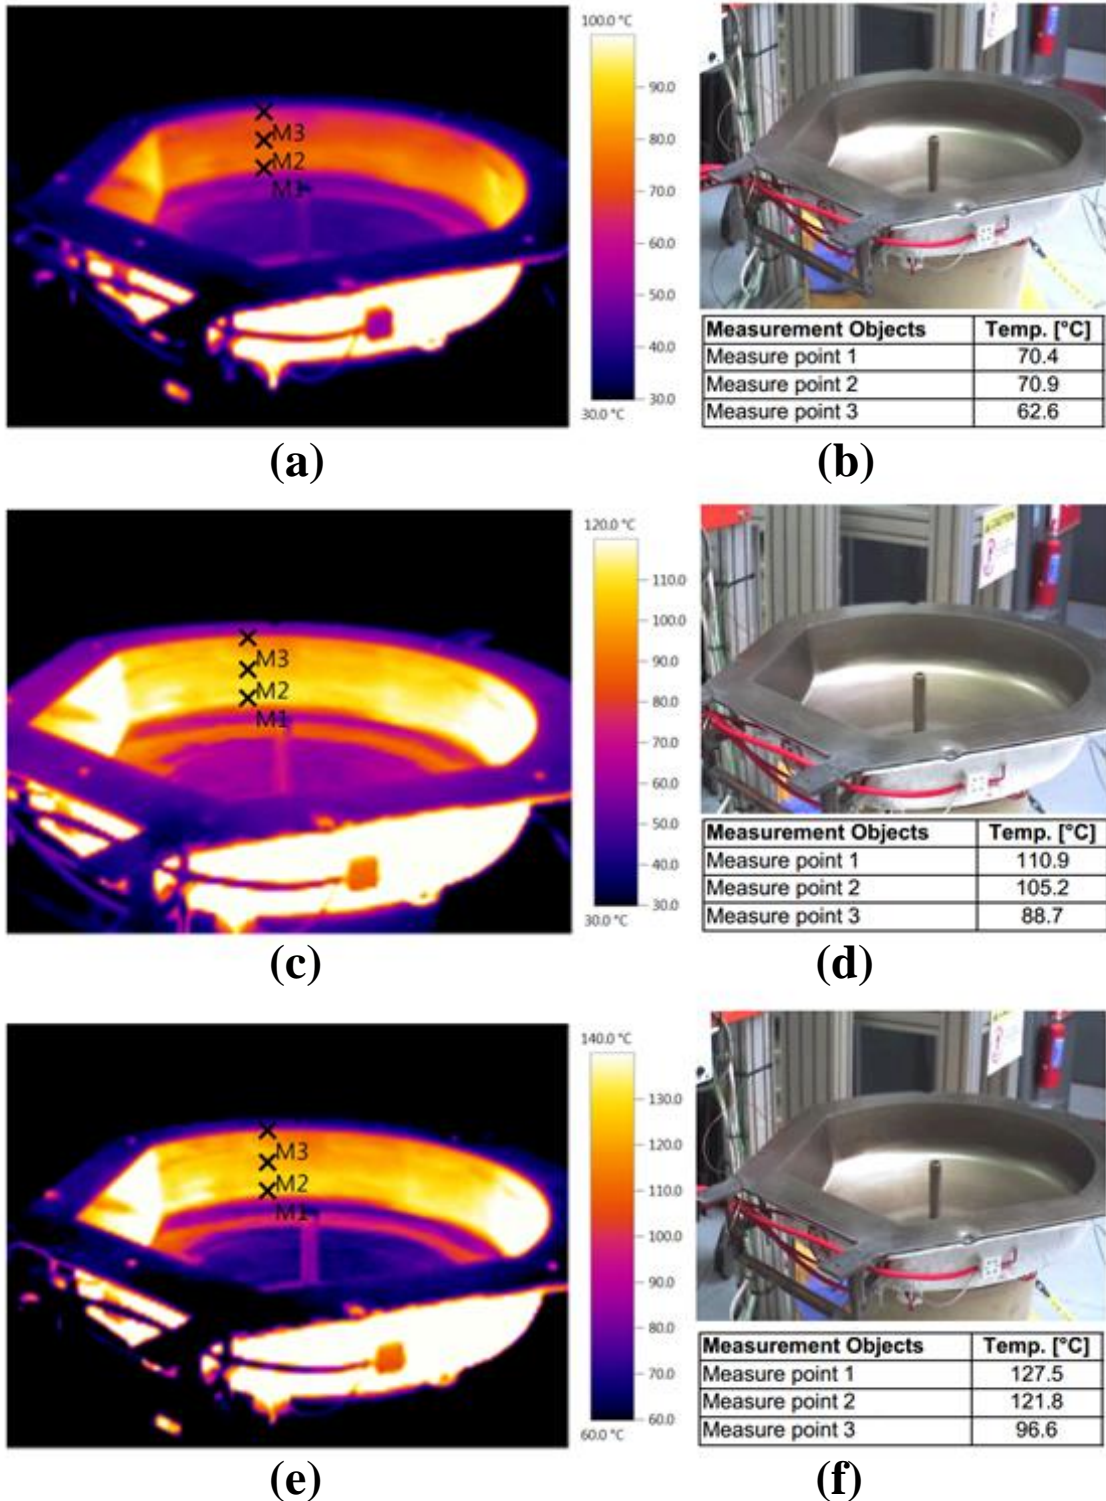 100.0 °C
90.0
80.0
70.0
60.0
50.0
40.0
30.0
30.0 °C
M3
M2
M1
Measurement Objects Temp. [°C]
Measure point 1 70.4
Measure point 2 70.9
Measure point 3 62.6
(a) (b)
120.0 °C
110.0
100.0
90.0
80.0
70.0
60.0
50.0
40.0
30.0
30.0 °C
M3
M2
M1
CAUTION
Measurement Objects Temp. [°C]
Measure point 1 110.9
Measure point 2 105.2
Measure point 3 88.7
(c) (d)
140.0 °C
130.0
120.0
110.0
100.0
90.0
80.0
70.0
60.0
60.0 °C
M3
M2
M1
Measurement Objects Temp. [°C]
Measure point 1 127.5
Measure point 2 121.8
Measure point 3 96.6
(e) (f)